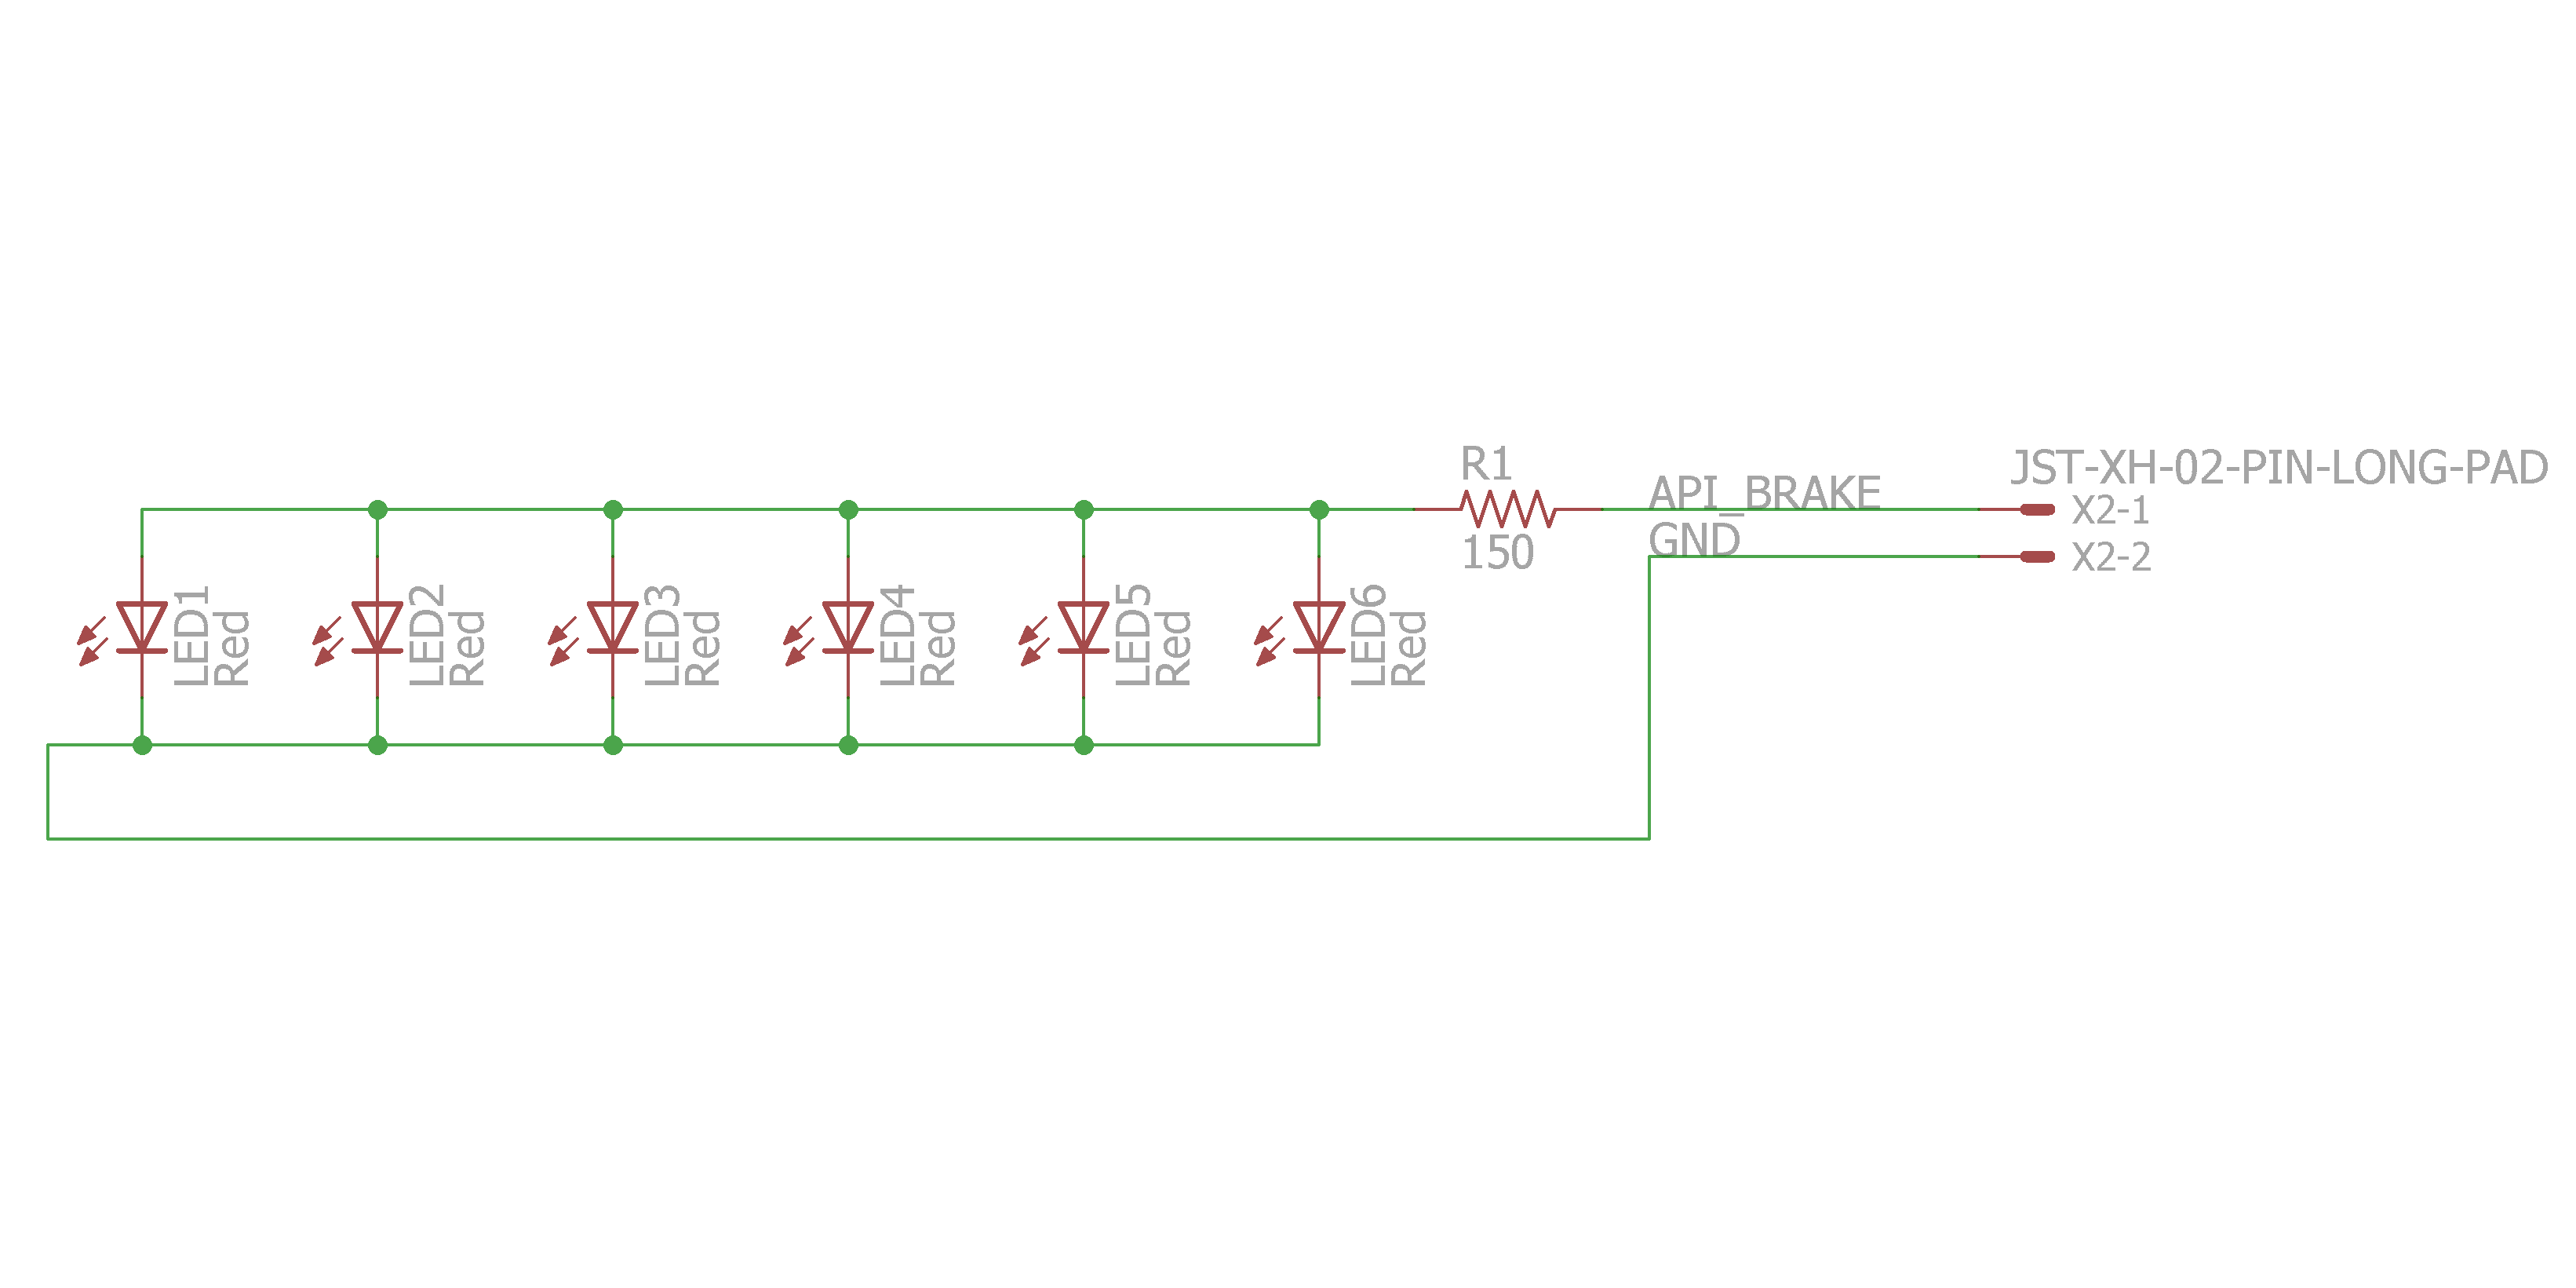 R1
150
API_BRAKE
GND
JST-XH-02-PIN-LONG-PAD
X2-1
X2-2
LED1
Red
LED2
Red
LED3
Red
LED4
Red
LED5
Red
LED6
Red